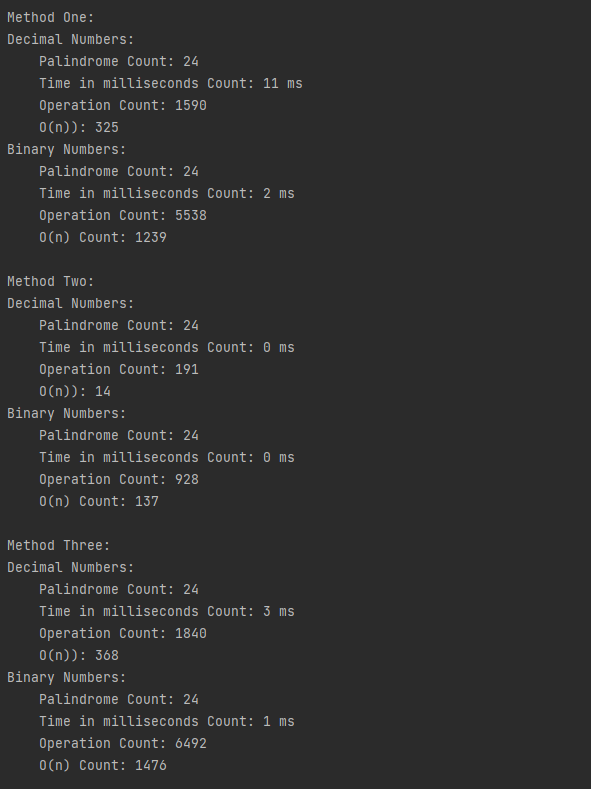 Method One:
Decimal Numbers:
    Palindrome Count: 24
    Time in milliseconds Count: 11 ms
    Operation Count: 1590
    O(n)): 325
Binary Numbers:
    Palindrome Count: 24
    Time in milliseconds Count: 2 ms
    Operation Count: 5538
    O(n) Count: 1239

Method Two:
Decimal Numbers:
    Palindrome Count: 24
    Time in milliseconds Count: 0 ms
    Operation Count: 191
    O(n)): 14
Binary Numbers:
    Palindrome Count: 24
    Time in milliseconds Count: 0 ms
    Operation Count: 928
    O(n) Count: 137

Method Three:
Decimal Numbers:
    Palindrome Count: 24
    Time in milliseconds Count: 3 ms
    Operation Count: 1840
    O(n)): 368
Binary Numbers:
    Palindrome Count: 24
    Time in milliseconds Count: 1 ms
    Operation Count: 6492
    O(n) Count: 1476